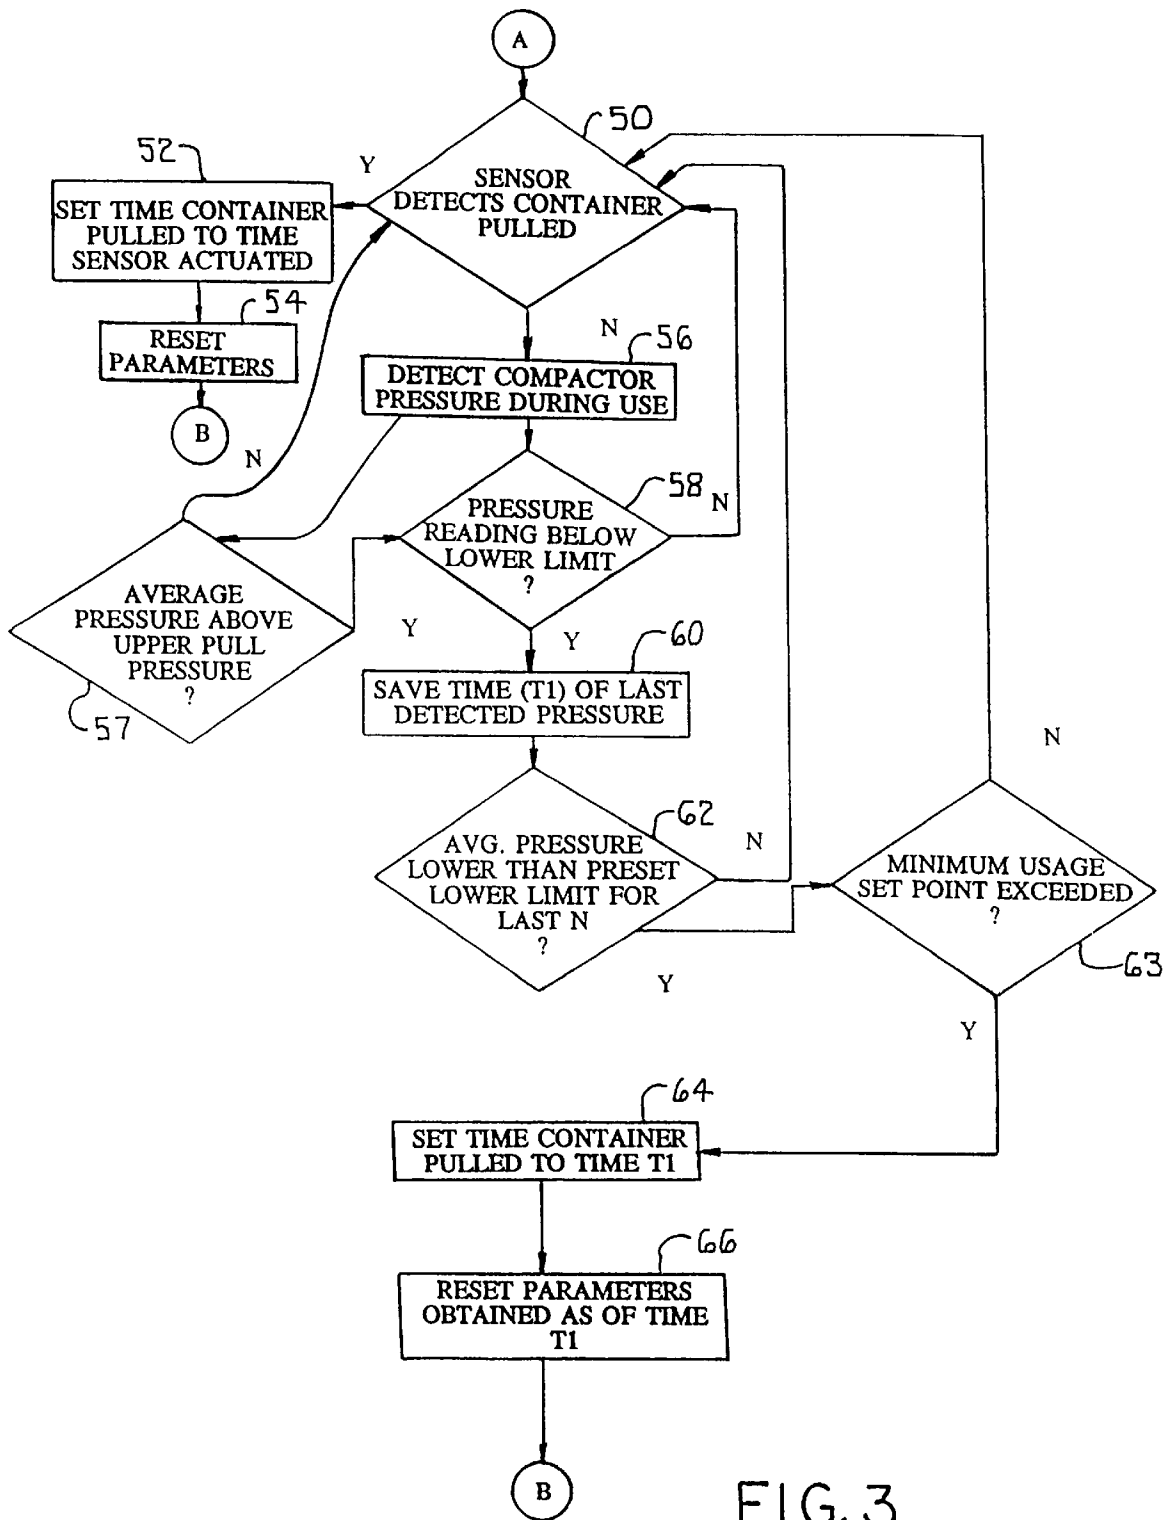 A
50
SENSOR
DETECTS CONTAINER
PULLED
Y
52
SET TIME CONTAINER
PULLED TO TIME
SENSOR ACTUATED
54
RESET
PARAMETERS
B
N
56
DETECT COMPACTOR
PRESSURE DURING USE
N
58
N
PRESSURE
READING BELOW
LOWER LIMIT
?
AVERAGE
PRESSURE ABOVE
UPPER PULL
PRESSURE
?
57
Y
Y
60
SAVE TIME (T1) OF LAST
DETECTED PRESSURE
62
N
AVG. PRESSURE
LOWER THAN PRESET
LOWER LIMIT FOR
LAST N
?
Y
N
MINIMUM USAGE
SET POINT EXCEEDED
?
63
Y
64
SET TIME CONTAINER
PULLED TO TIME T1
66
RESET PARAMETERS
OBTAINED AS OF TIME
T1
B
FIG. 3